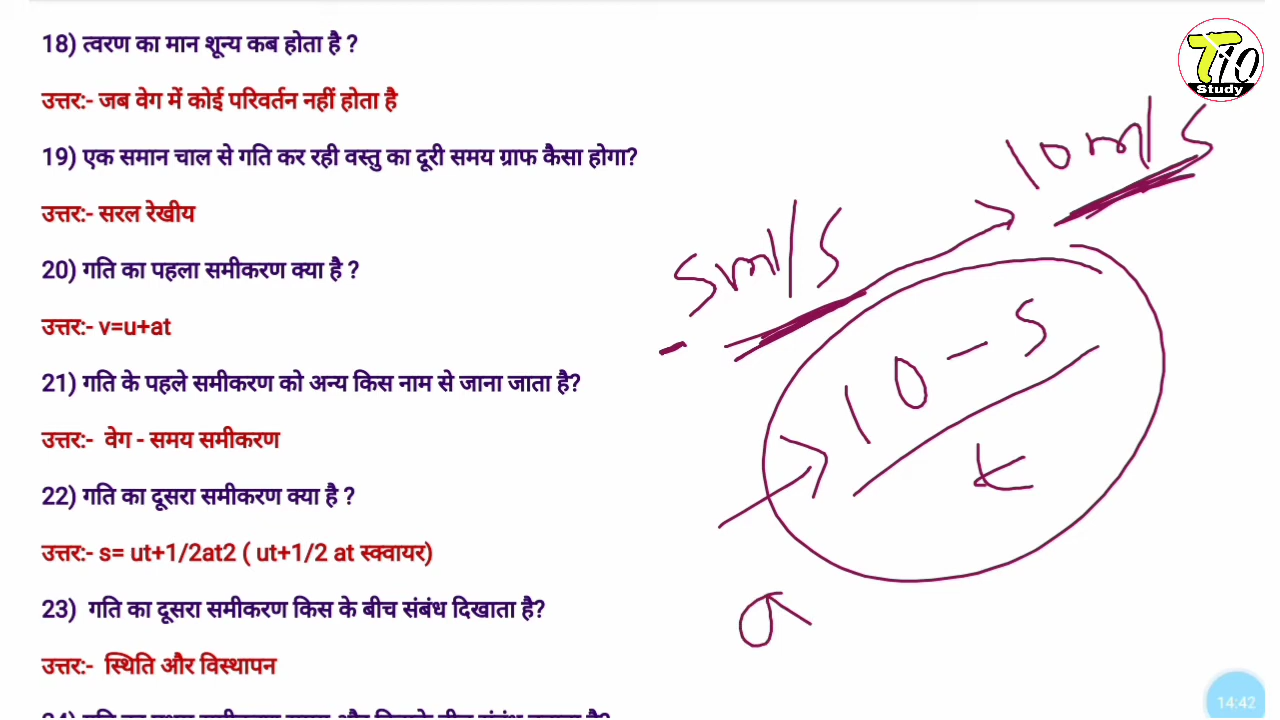 18) त्वरण का मान शून्य कब होता है ?
उत्तर:- जब वेग में कोई परिवर्तन नहीं होता है
19) एक समान चाल से गति कर रही वस्तु का दूरी समय ग्राफ कैसा होगा?
उत्तर:- सरल रेखीय
20) गति का पहला समीकरण क्या है ?
उत्तर:- v=u+at
21) गति के पहले समीकरण को अन्य किस नाम से जाना जाता है?
उत्तर:- वेग - समय समीकरण
22) गति का दूसरा समीकरण क्या है ?
उत्तर:- s= ut+1/2at2 ( ut+1/2 at स्क्वायर)
23) गति का दूसरा समीकरण किस के बीच संबंध दिखाता है?
उत्तर:- स्थिति और विस्थापन
T10
Study
10m/s
5m/s
10-5
t
a
14:42